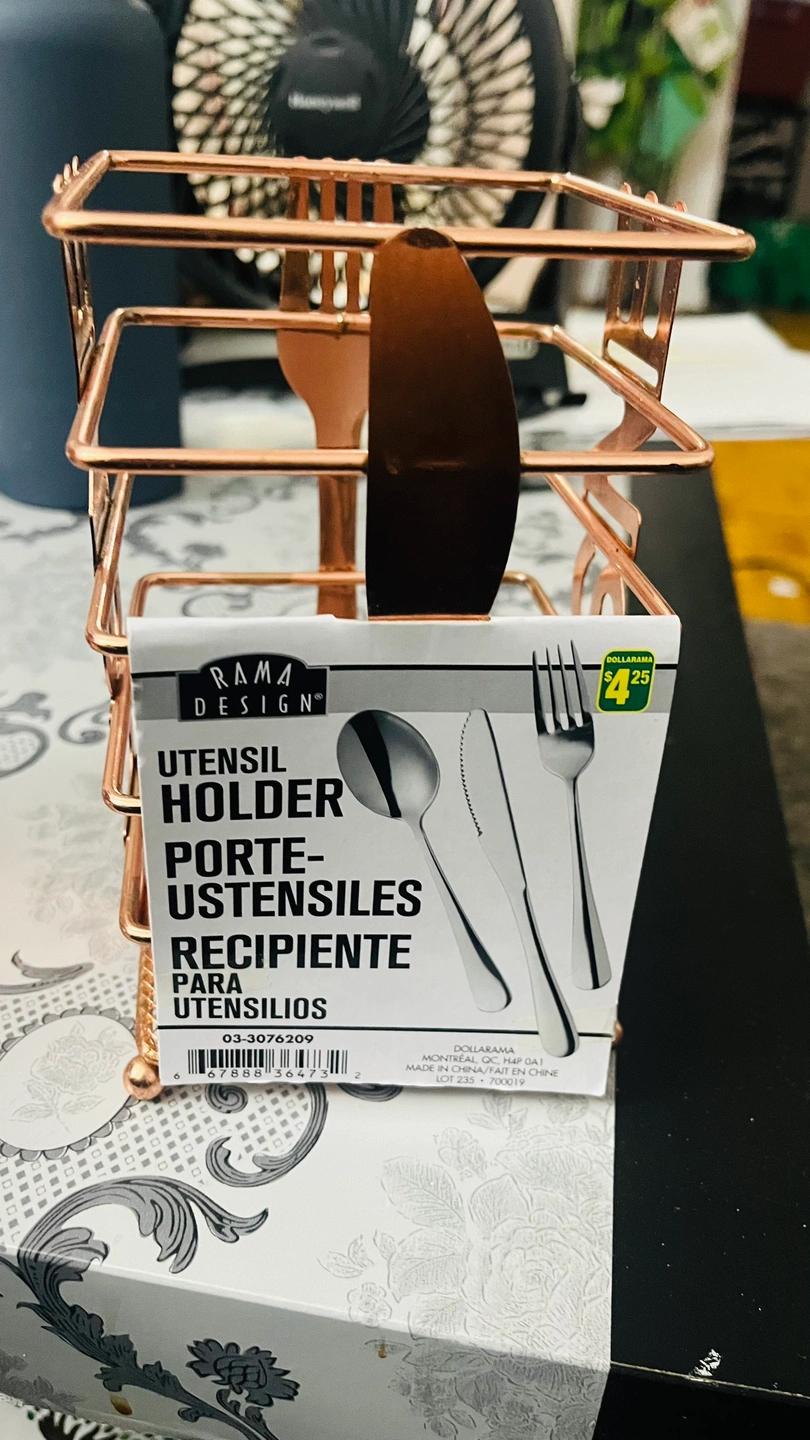 Honeywell
RAMA
DESIGN®
DOLLARAMA
$4.25
UTENSIL
HOLDER
PORTE-
USTENSILES
RECIPIENTE
PARA
UTENSILIOS
03-3076209
6 67888 36473 2
DOLLARAMA
MONTRÉAL, QC, H4P 0A1
MADE IN CHINA/FAIT EN CHINE
LOT 235 • 700019